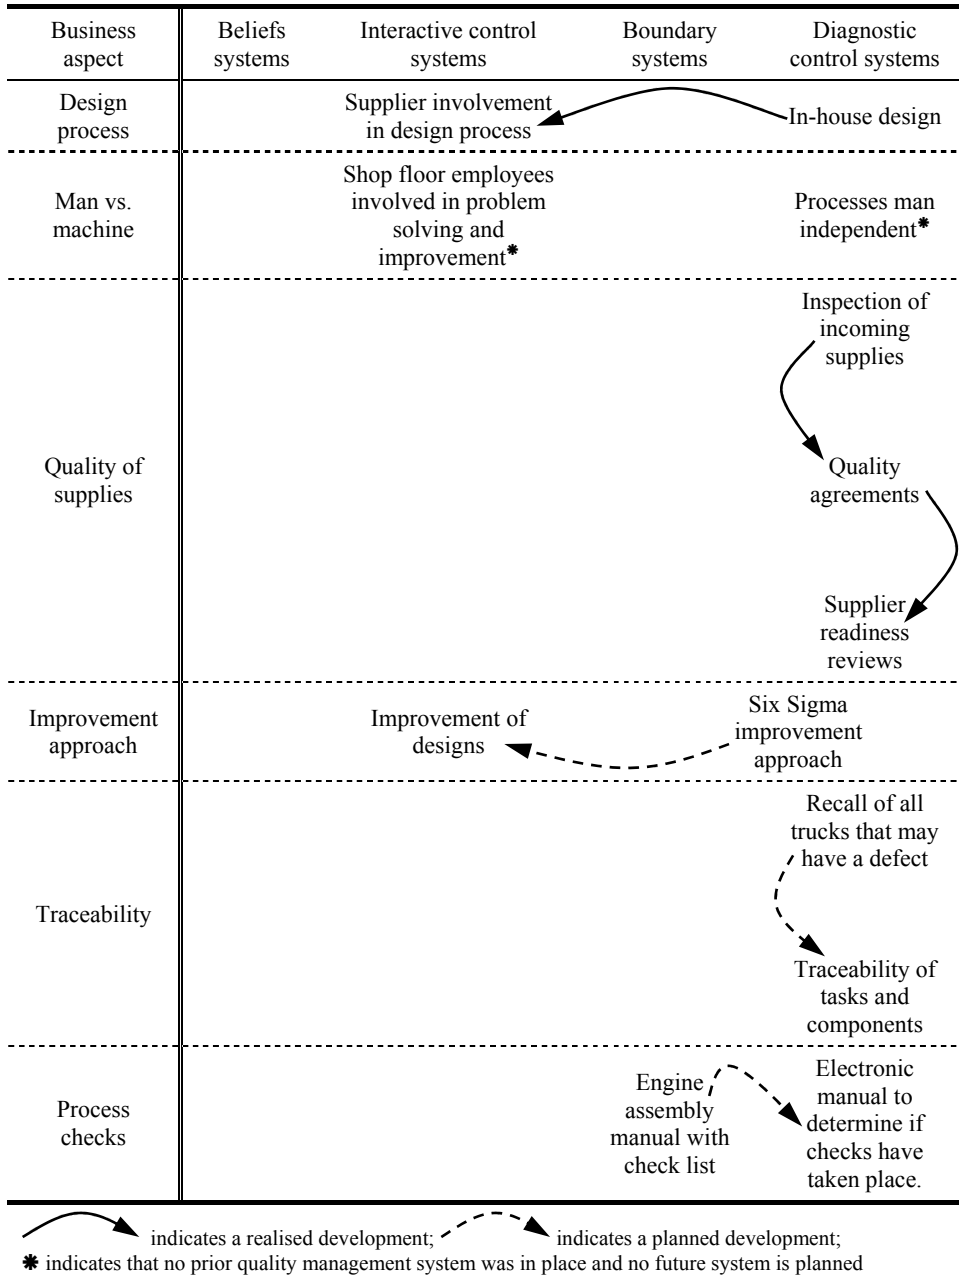 Business
aspect
Beliefs
systems
Interactive control
systems
Boundary
systems
Diagnostic
control systems
Design
process
Supplier involvement
in design process
In-house design
Man vs.
machine
Shop floor employees
involved in problem
solving and
improvement*
Processes man
independent*
Quality of
supplies
Inspection of
incoming
supplies
Quality
agreements
Supplier
readiness
reviews
Improvement
approach
Improvement of
designs
Six Sigma
improvement
approach
Traceability
Recall of all
trucks that may
have a defect
Traceability of
tasks and
components
Process
checks
Engine
assembly
manual with
check list
Electronic
manual to
determine if
checks have
taken place.
indicates a realised development; indicates a planned development;
* indicates that no prior quality management system was in place and no future system is planned